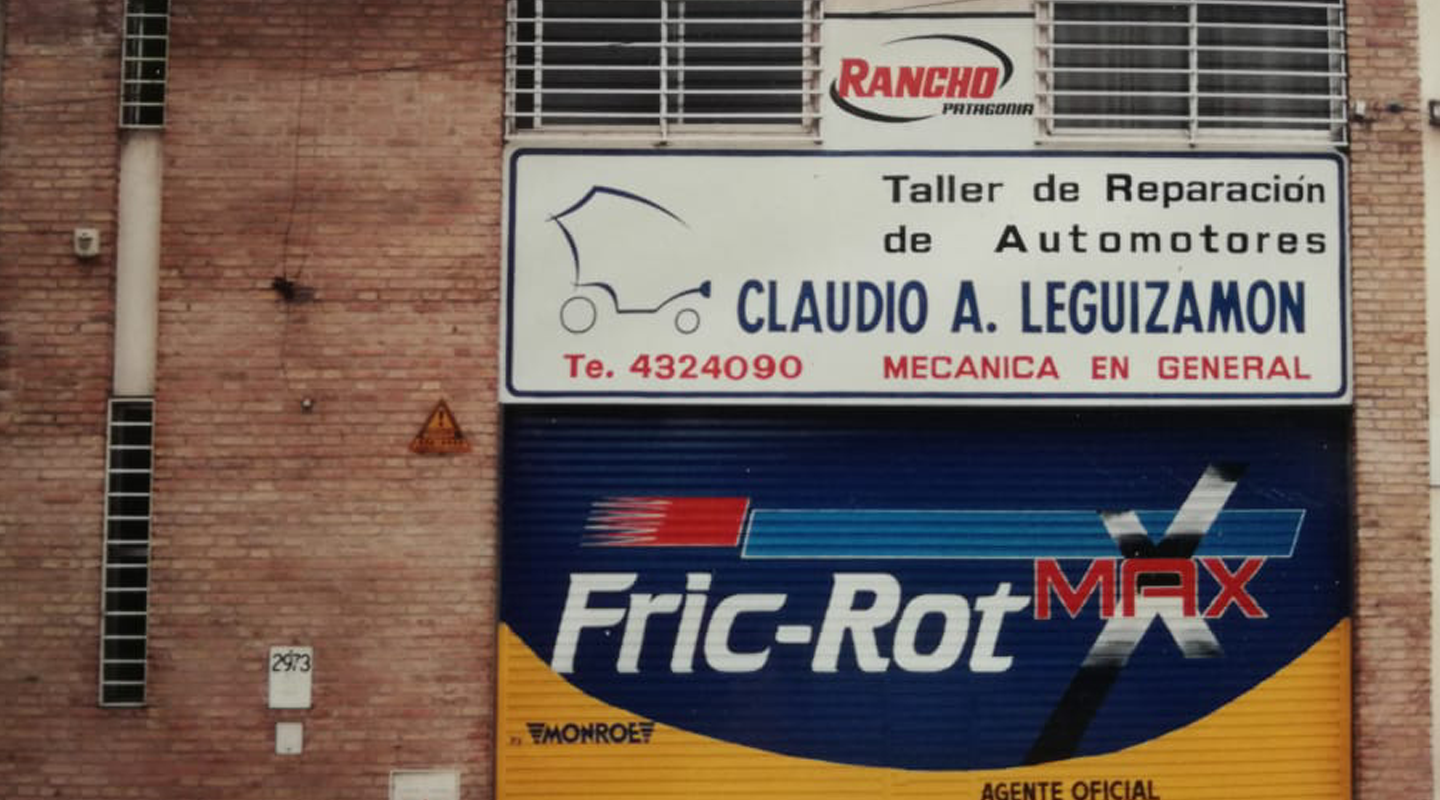 RANCHO
PATAGONIA
Taller de Reparación
de Automotores
CLAUDIO A. LEGUIZAMON
Te. 4324090 MECANICA EN GENERAL
Fric-Rot MAX
2973
MONROE
AGENTE OFICIAL